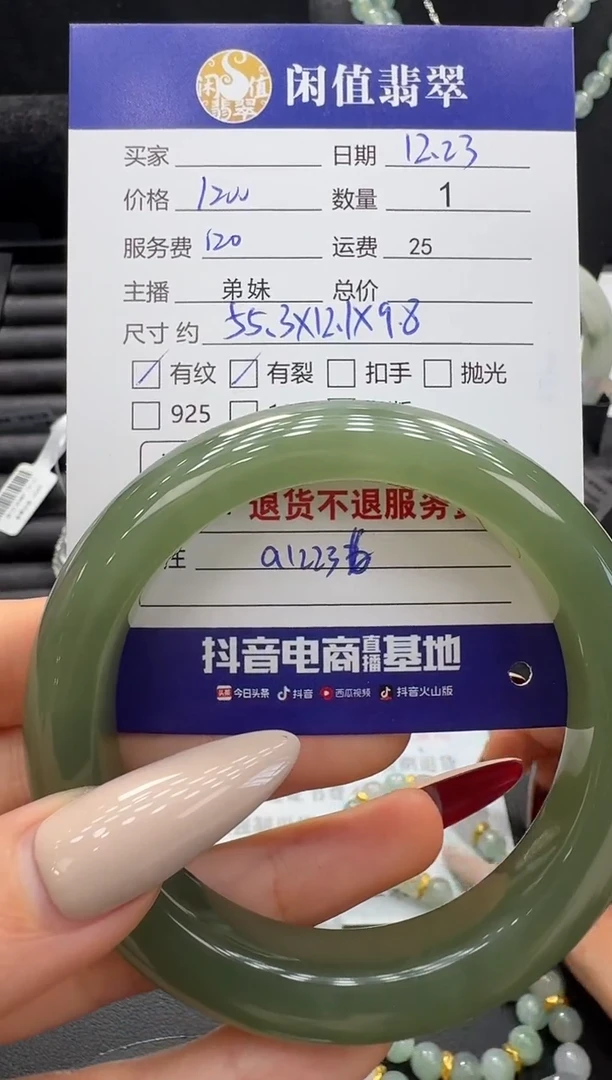 闲值翡翠
闲值翡翠
买家 日期 12.23
价格 1200 数量 1
服务费 120 运费 25
主播 弟妹 总价
尺寸 约 55.3X12.1X9.8
有纹 有裂 扣手 抛光
925
退货不退服务
注 a1223
抖音电商直播基地
头条 今日头条 抖音 西瓜视频 抖音火山版